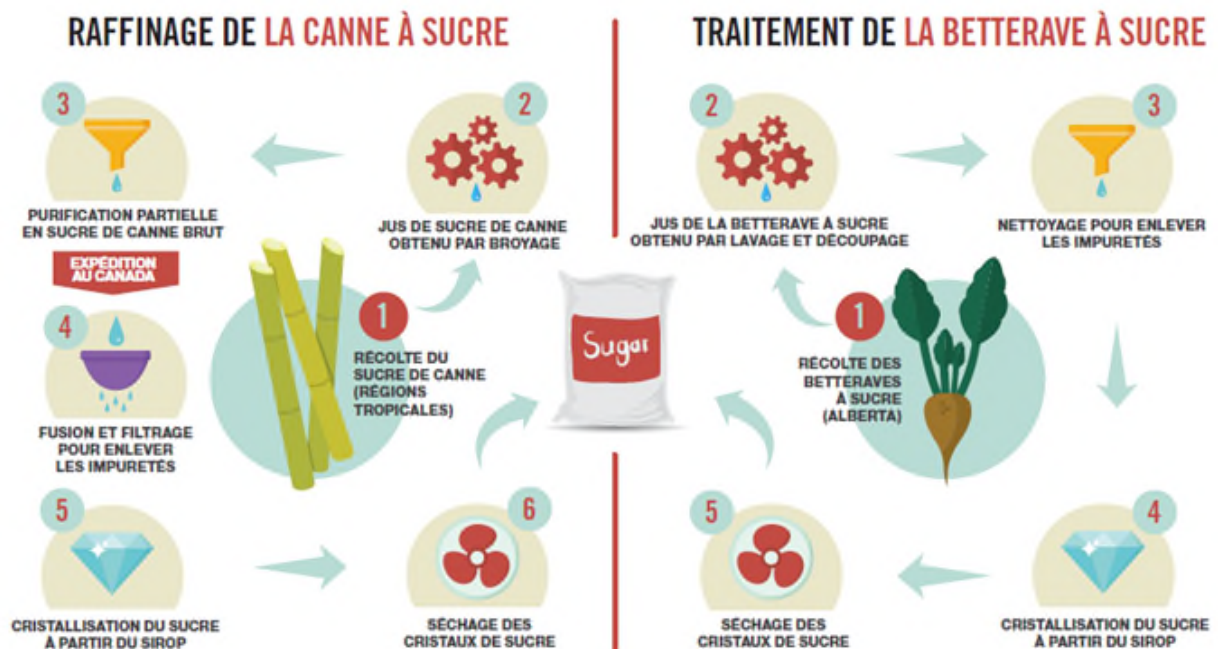 RAFFINAGE DE LA CANNE À SUCRE
3
PURIFICATION PARTIELLE
EN SUCRE DE CANNE BRUT
2
JUS DE SUCRE DE CANNE
OBTENU PAR BROYAGE
EXPÉDITION
AU CANADA
1
RÉCOLTE DU
SUCRE DE CANNE
(RÉGIONS
TROPICALES)
4
FUSION ET FILTRAGE
POUR ENLEVER
LES IMPURETÉS
5
CRISTALLISATION DU SUCRE
À PARTIR DU SIROP
6
SÉCHAGE DES
CRISTAUX DE SUCRE
Sugar
TRAITEMENT DE LA BETTERAVE À SUCRE
2
JUS DE LA BETTERAVE À SUCRE
OBTENU PAR LAVAGE ET DÉCOUPAGE
3
NETTOYAGE POUR ENLEVER
LES IMPURETÉS
1
RÉCOLTE DES
BETTERAVES
À SUCRE
(ALBERTA)
5
SÉCHAGE DES
CRISTAUX DE SUCRE
4
CRISTALLISATION DU SUCRE
À PARTIR DU SIROP